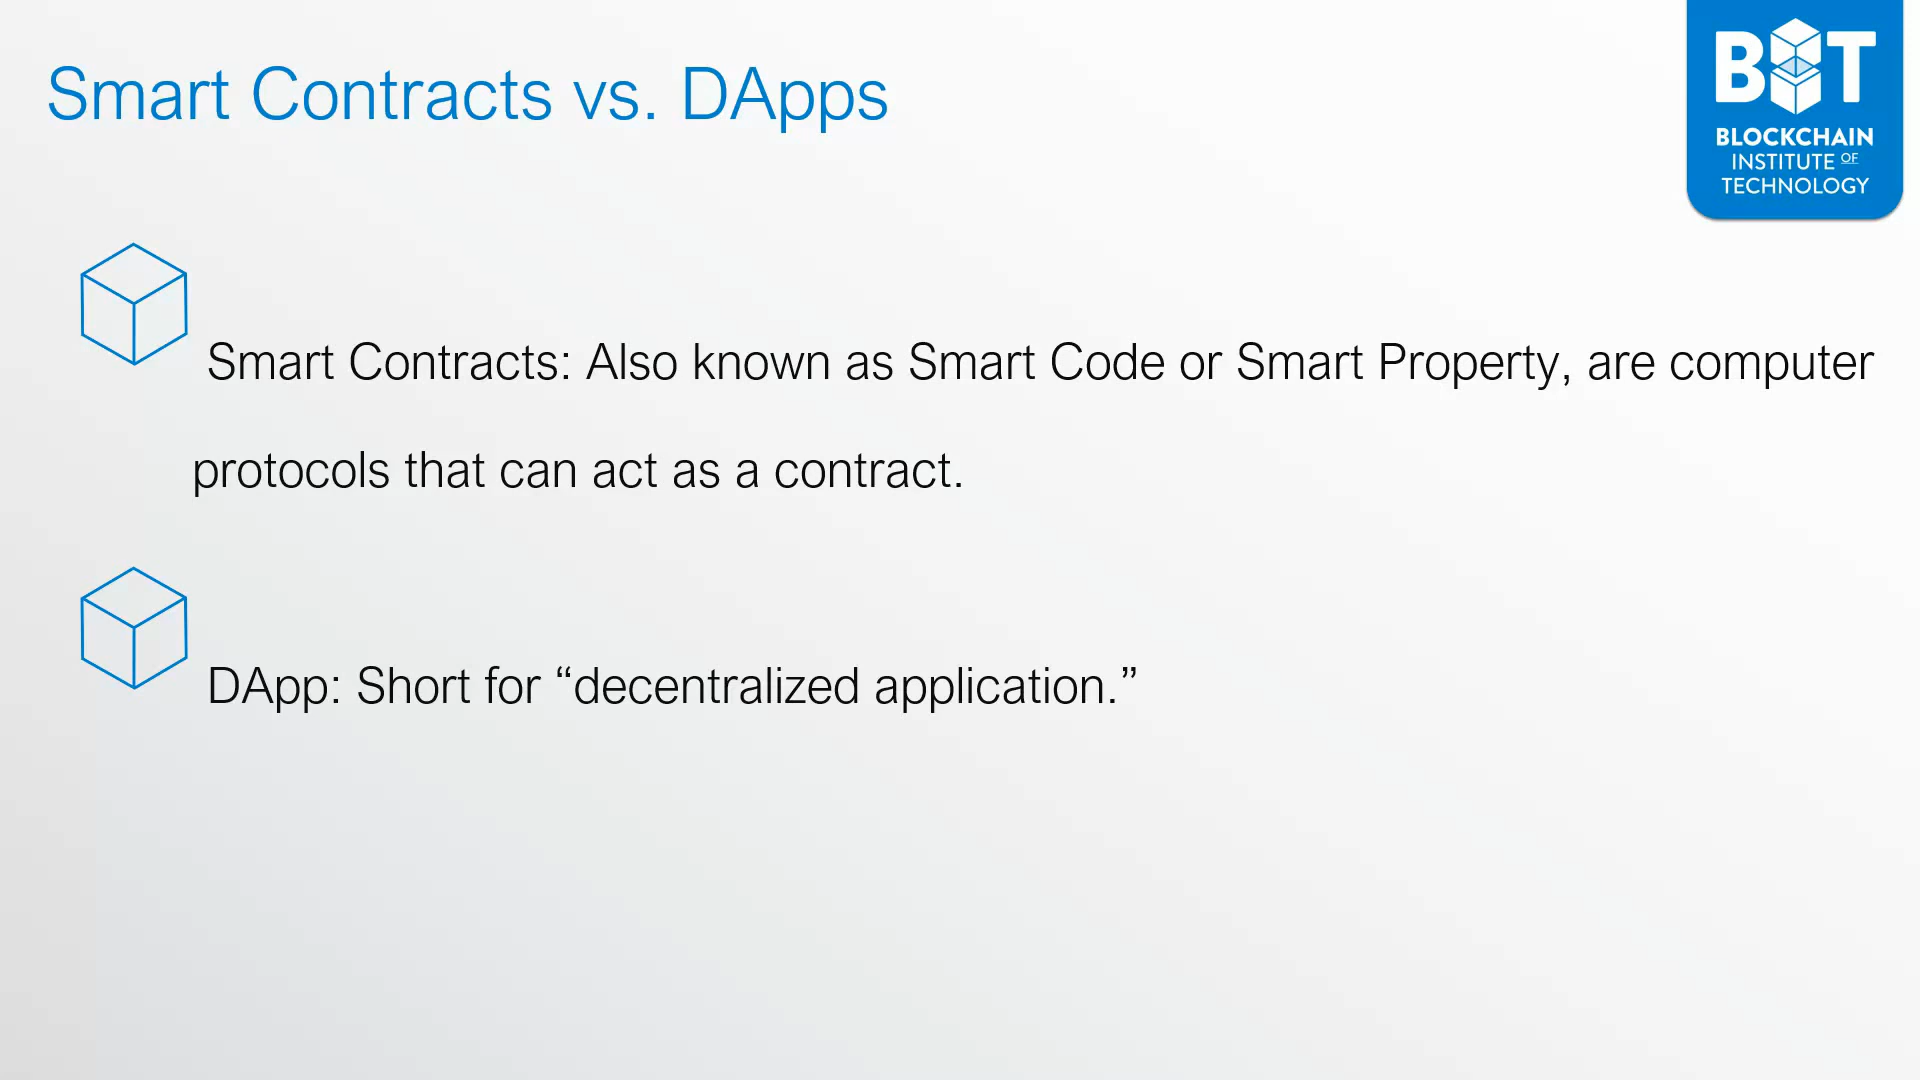 Smart Contracts vs. DApps
B T
BLOCKCHAIN
INSTITUTE OF
TECHNOLOGY
Smart Contracts: Also known as Smart Code or Smart Property, are computer
protocols that can act as a contract.
DApp: Short for “decentralized application.”